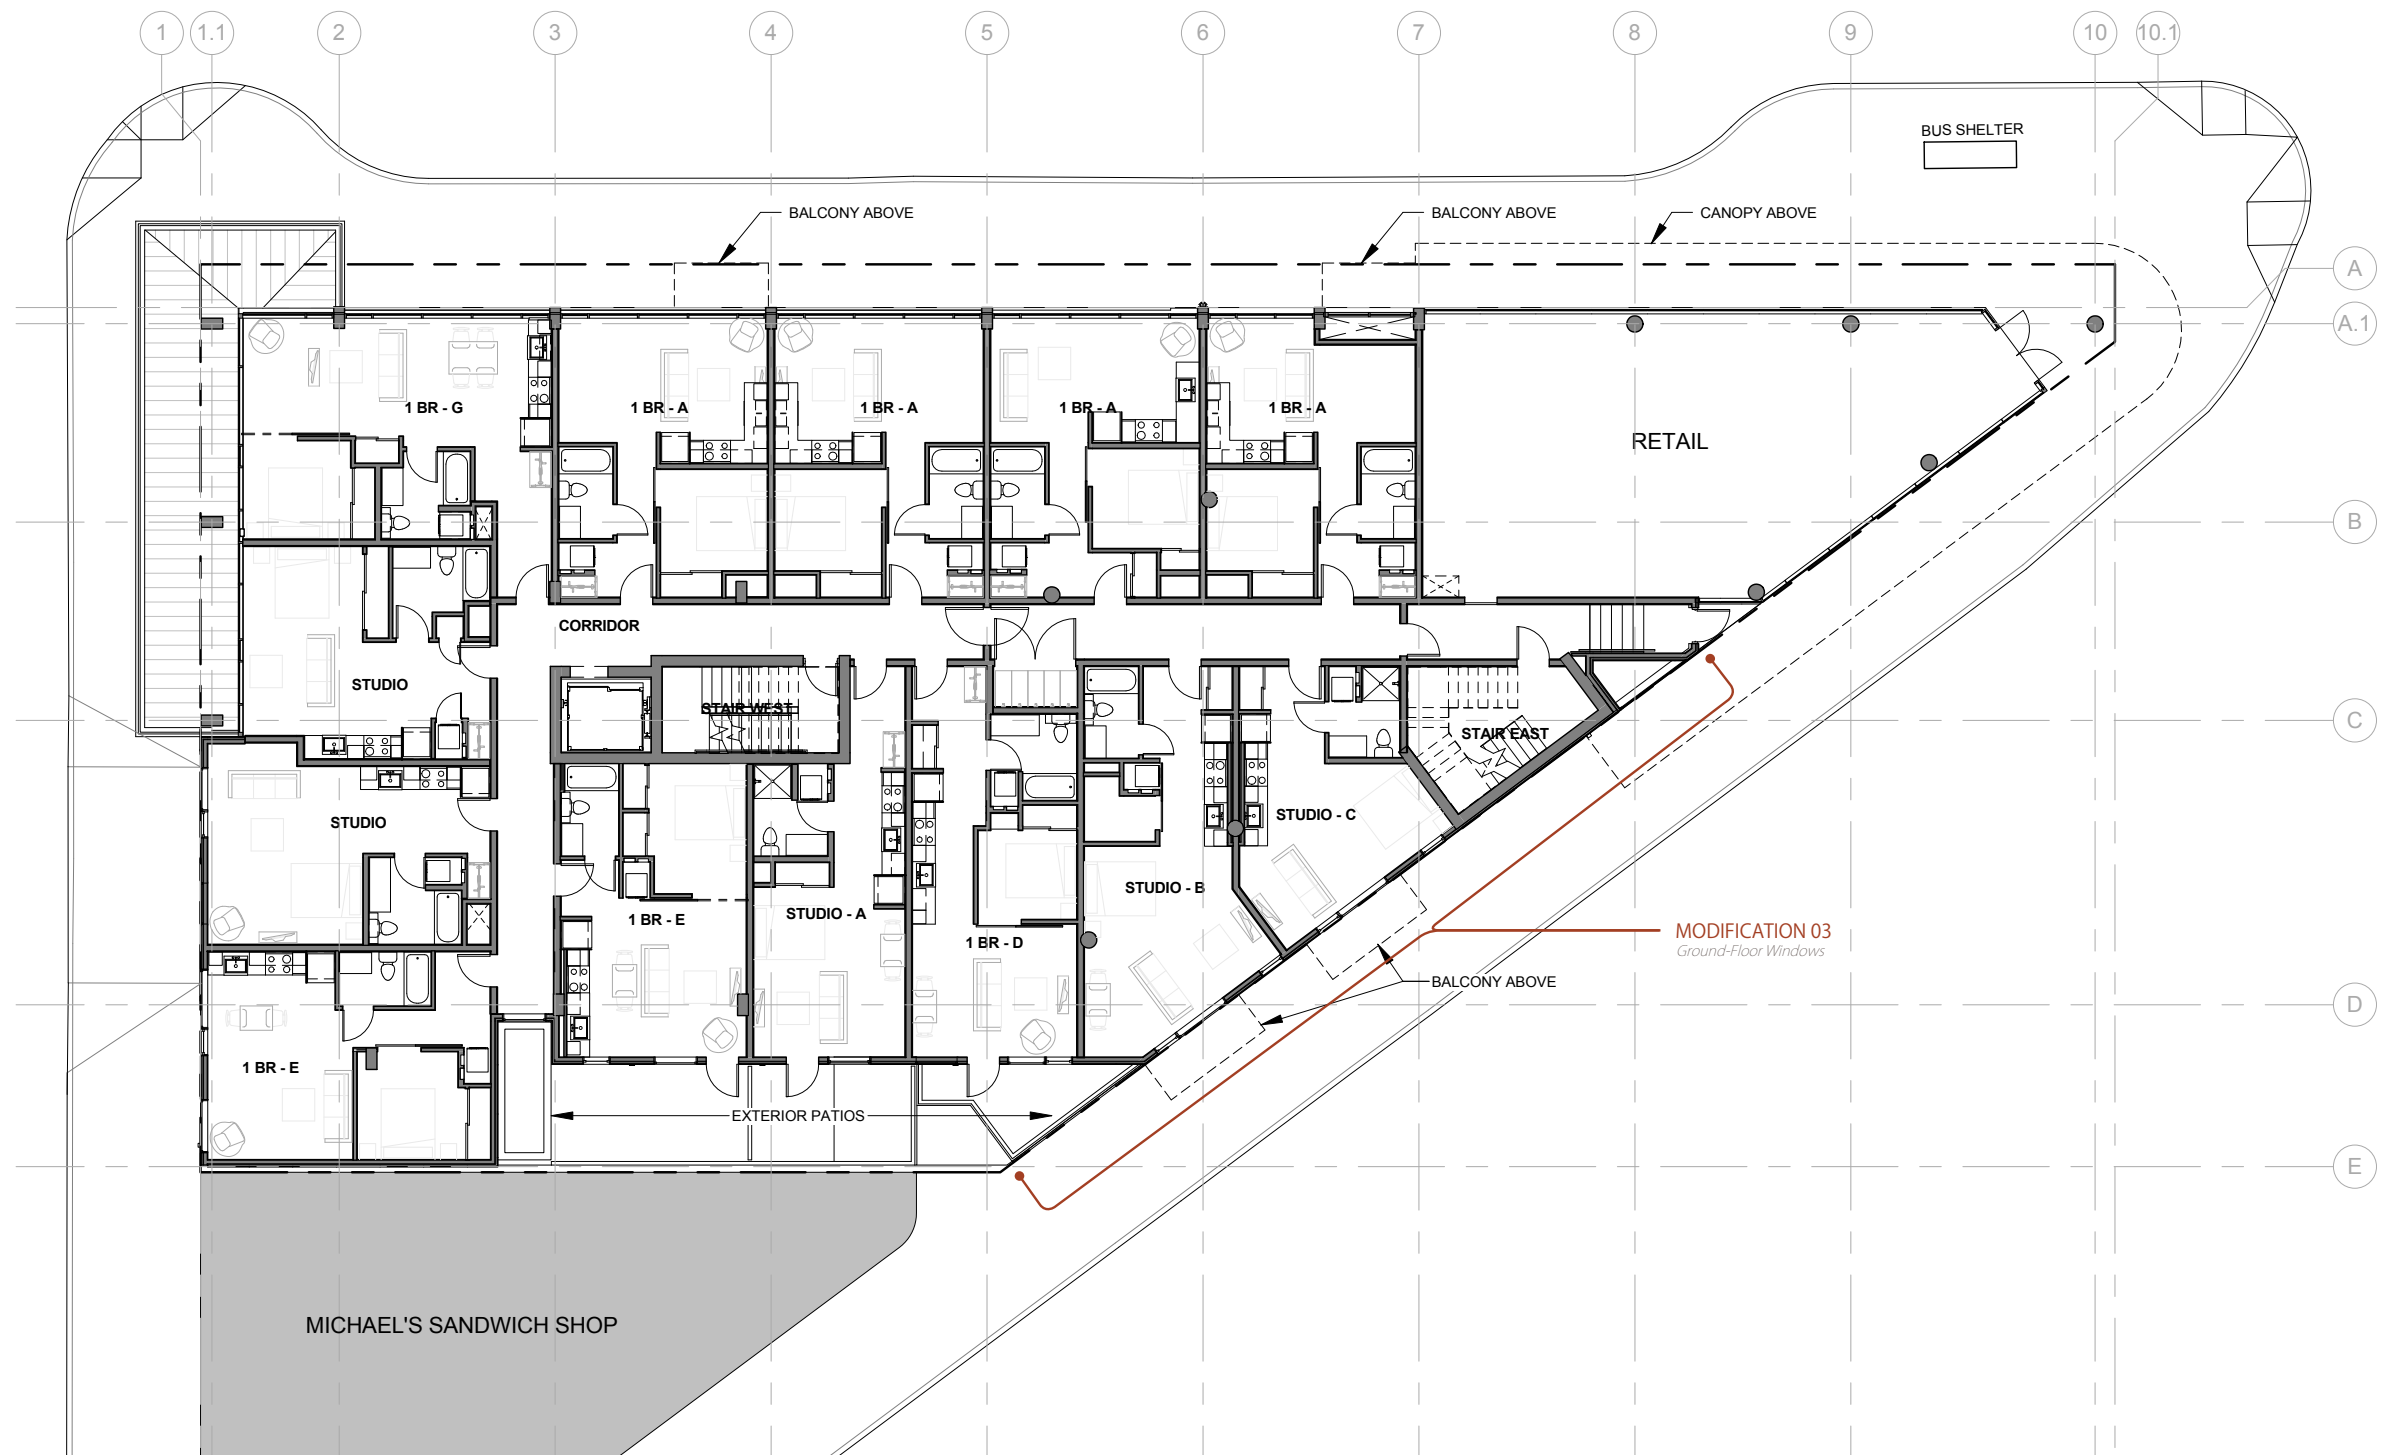 1 1.1 2 3 4 5 6 7 8 9 10 10.1
BUS SHELTER
BALCONY ABOVE
BALCONY ABOVE
CANOPY ABOVE
A
A.1
1 BR - G
1 BR - A
1 BR - A
1 BR - A
1 BR - A
RETAIL
B
CORRIDOR
STUDIO
STAIR WEST
C
STAIR EAST
STUDIO
STUDIO - C
STUDIO - B
1 BR - E
STUDIO - A
1 BR - D
MODIFICATION 03
Ground-Floor Windows
BALCONY ABOVE
D
1 BR - E
EXTERIOR PATIOS
E
MICHAEL'S SANDWICH SHOP